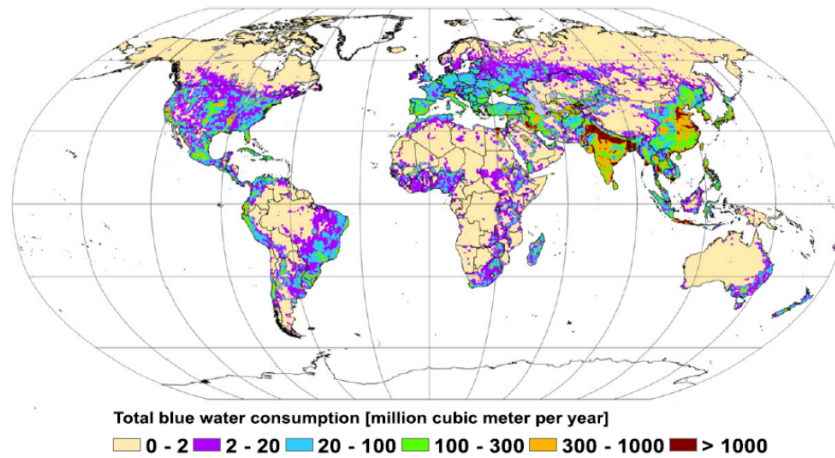 Total blue water consumption [million cubic meter per year]
0 - 2 2 - 20 20 - 100 100 - 300 300 - 1000 > 1000